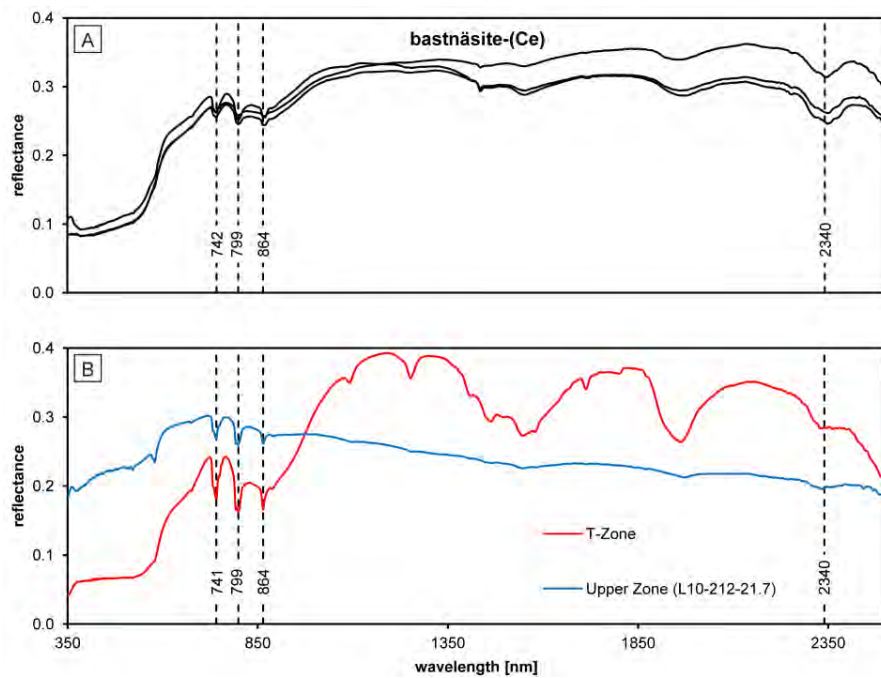 0.4
A
bastnäsite-(Ce)
0.3
reflectance
0.2
0.1
742
799
864
2340
0.0
0.4
B
0.3
reflectance
0.2
T-Zone
0.1
741
799
864
Upper Zone (L10-212-21.7)
2340
0.0
350
850
1350
1850
2350
wavelength [nm]